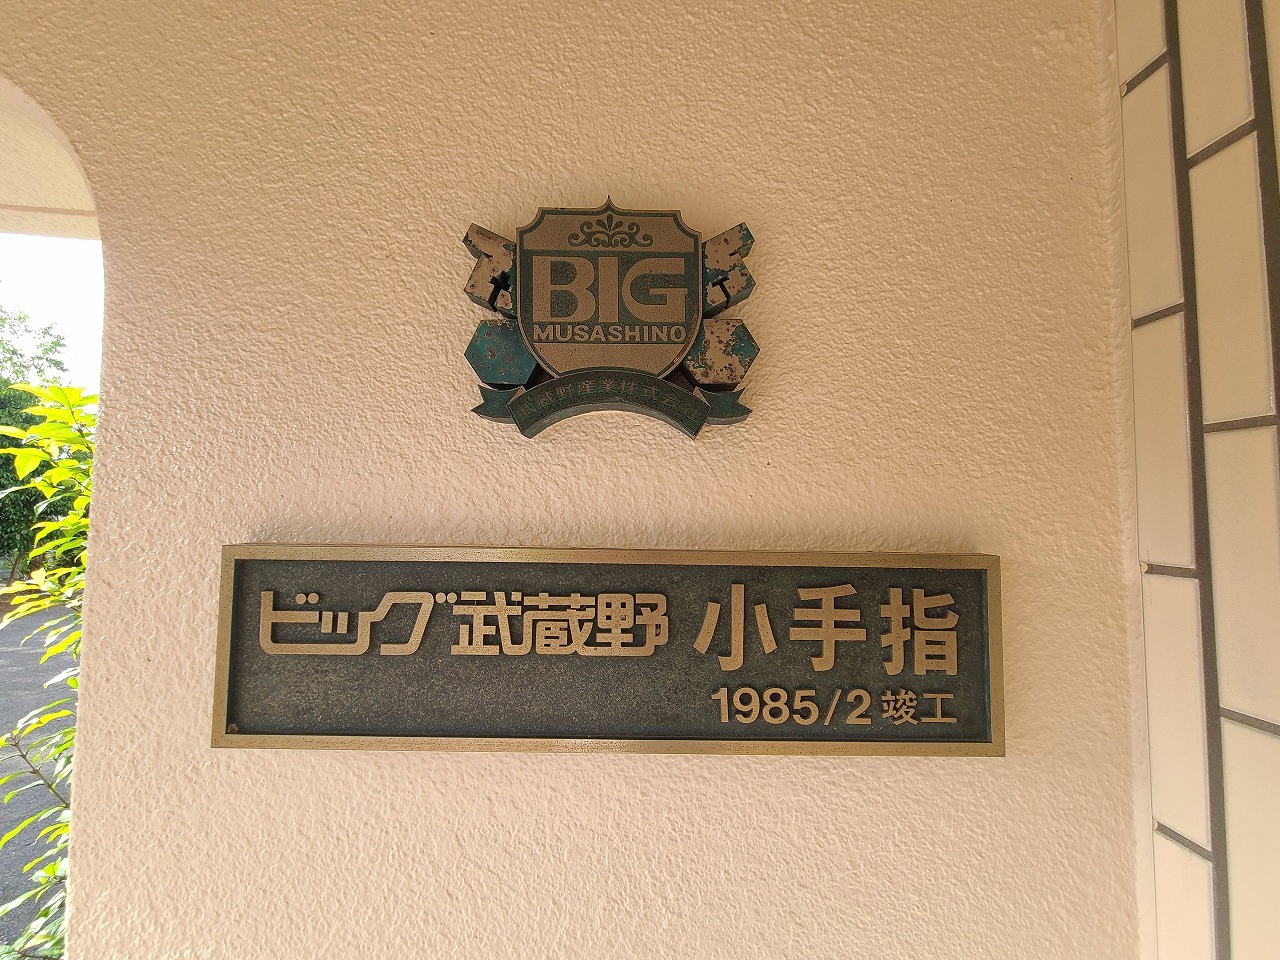 BIG
MUSASHINO
武蔵野産業株式会社
ビッグ武蔵野 小手指
1985/2 竣工